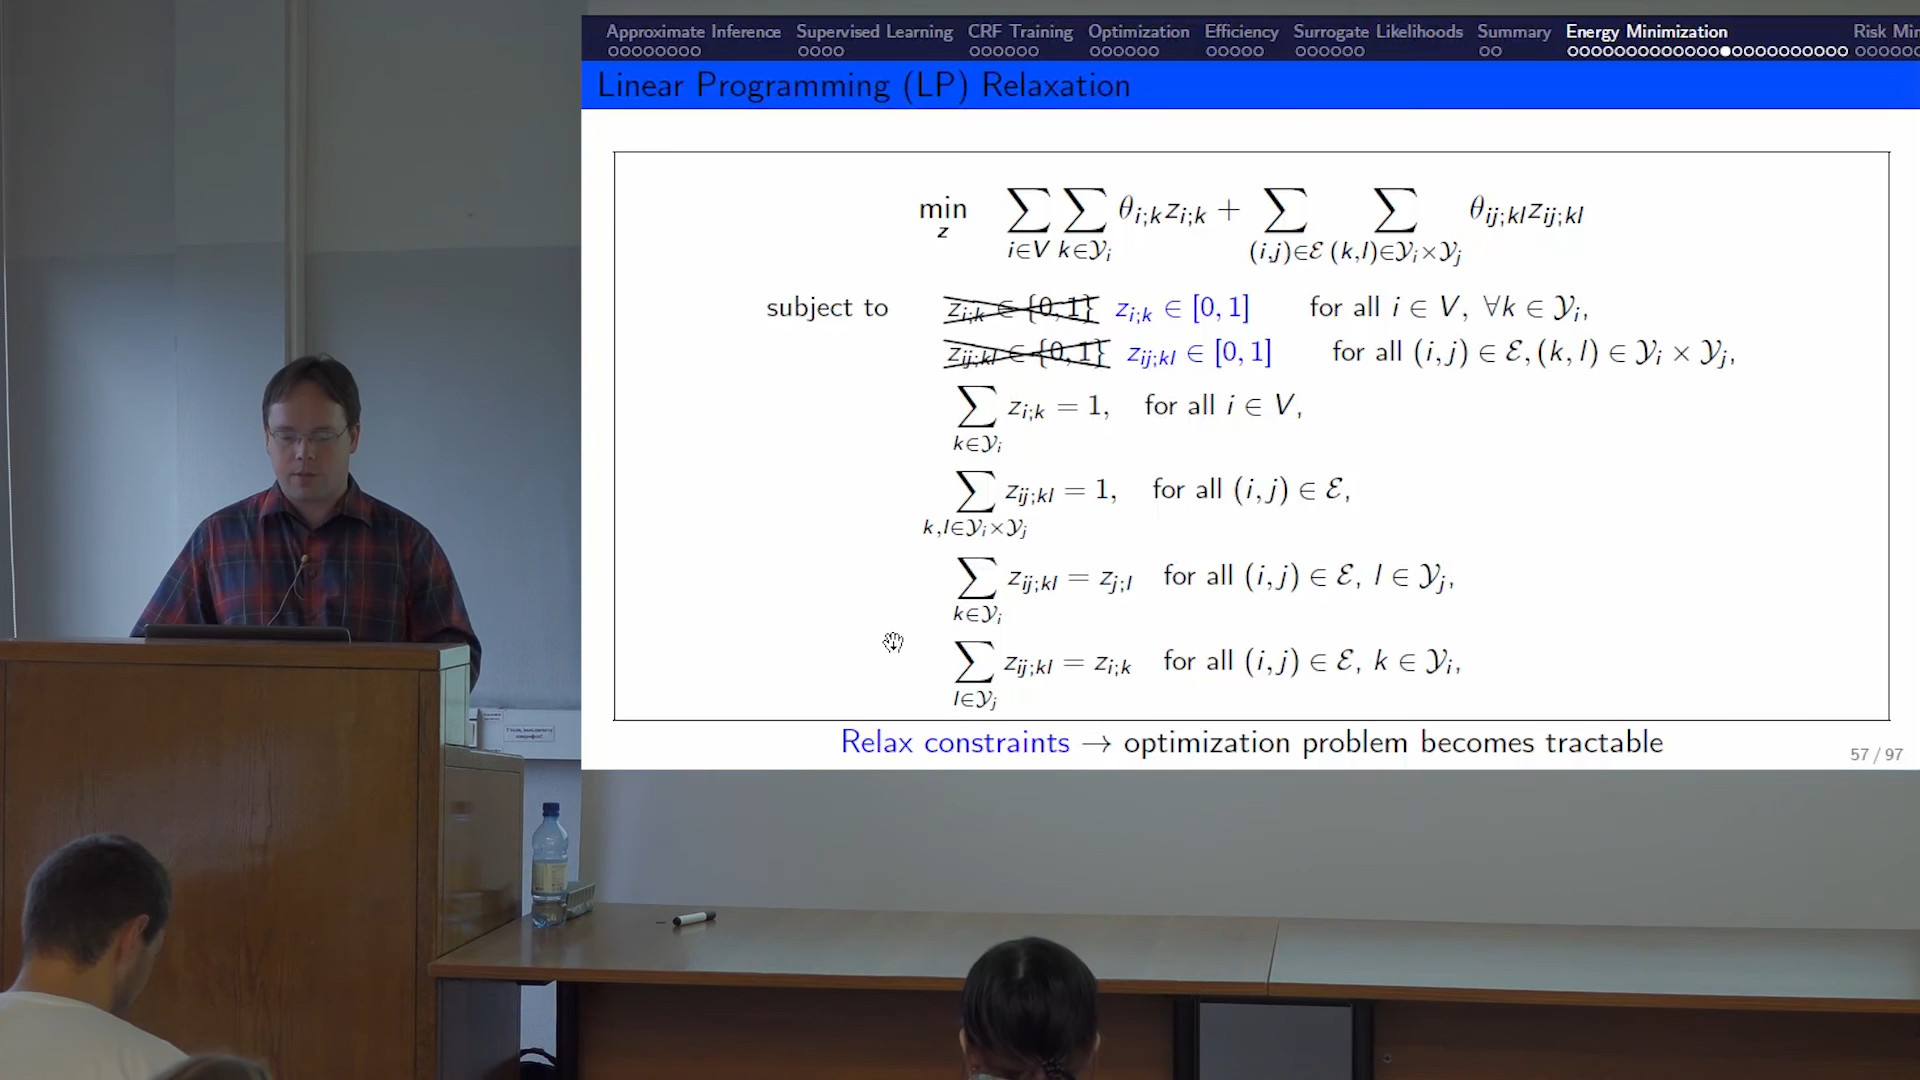 Approximate Inference Supervised Learning CRF Training Optimization Efficiency Surrogate Likelihoods Summary Energy Minimization Risk Min
Linear Programming (LP) Relaxation
min_z ∑_{i∈V} ∑_{k∈𝒴_i} θ_{i;k} z_{i;k} + ∑_{(i,j)∈ℰ} ∑_{(k,l)∈𝒴_i×𝒴_j} θ_{ij;kl} z_{ij;kl}
subject to z_{i;k} ∈ {0, 1} z_{i;k} ∈ [0, 1] for all i ∈ V, ∀k ∈ 𝒴_i,
z_{ij;kl} ∈ {0, 1} z_{ij;kl} ∈ [0, 1] for all (i, j) ∈ ℰ, (k, l) ∈ 𝒴_i × 𝒴_j,
∑_{k∈𝒴_i} z_{i;k} = 1, for all i ∈ V,
∑_{k,l∈𝒴_i×𝒴_j} z_{ij;kl} = 1, for all (i, j) ∈ ℰ,
∑_{k∈𝒴_i} z_{ij;kl} = z_{j;l} for all (i, j) ∈ ℰ, l ∈ 𝒴_j,
∑_{l∈𝒴_j} z_{ij;kl} = z_{i;k} for all (i, j) ∈ ℰ, k ∈ 𝒴_i,
Relax constraints → optimization problem becomes tractable
57 / 97